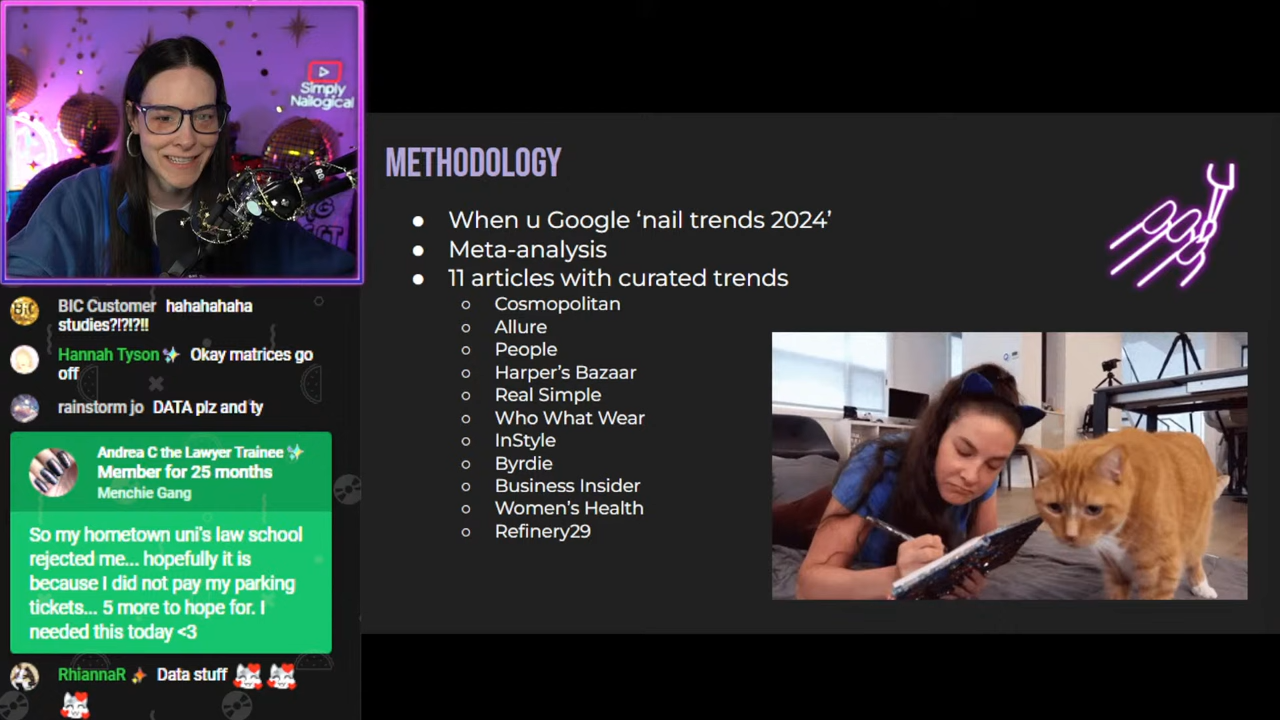 Simply
Nailogical
BIC Customer hahahahaha
studies?!?!?!!
Hannah Tyson Okay matrices go
off
rainstorm jo DATA plz and ty
Andrea C the Lawyer Trainee
Member for 25 months
Menchie Gang
So my hometown uni's law school
rejected me... hopefully it is
because I did not pay my parking
tickets... 5 more to hope for. I
needed this today <3
RhiannaR Data stuff
METHODOLOGY
● When u Google ‘nail trends 2024’
● Meta-analysis
● 11 articles with curated trends
○ Cosmopolitan
○ Allure
○ People
○ Harper's Bazaar
○ Real Simple
○ Who What Wear
○ InStyle
○ Byrdie
○ Business Insider
○ Women's Health
○ Refinery29